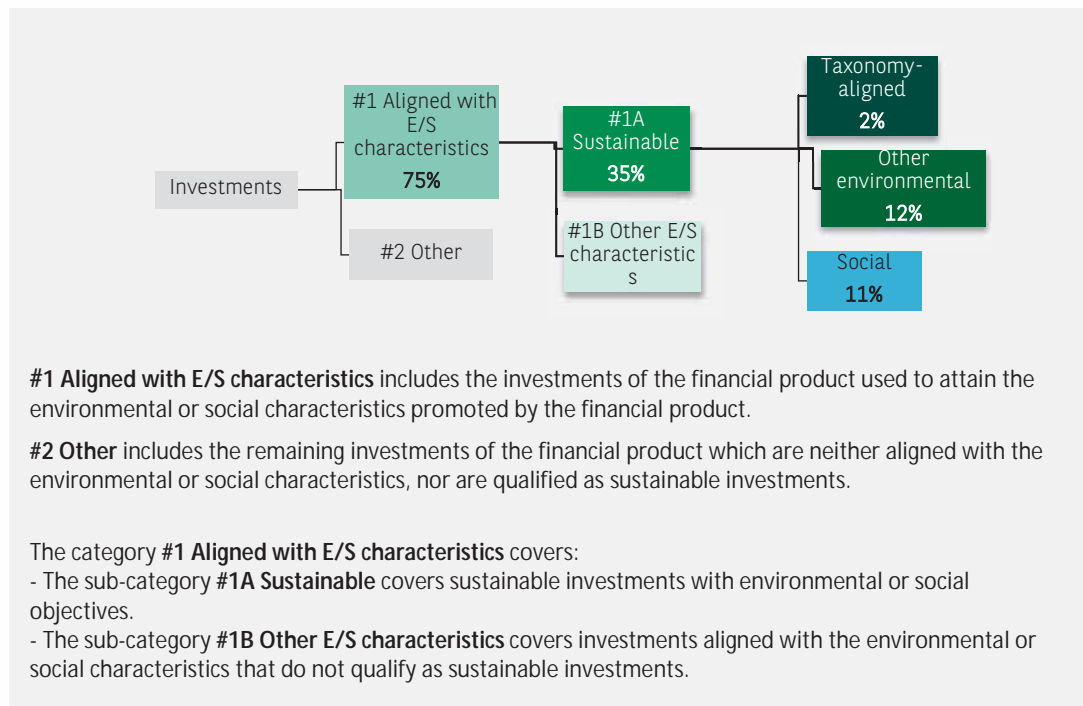 Investments
#1 Aligned with
E/S
characteristics
75%
#2 Other
#1A
Sustainable
35%
#1B Other E/S
characteristic
s
Taxonomy-
aligned
2%
Other
environmental
12%
Social
11%
#1 Aligned with E/S characteristics includes the investments of the financial product used to attain the
environmental or social characteristics promoted by the financial product.
#2 Other includes the remaining investments of the financial product which are neither aligned with the
environmental or social characteristics, nor are qualified as sustainable investments.
The category #1 Aligned with E/S characteristics covers:
- The sub-category #1A Sustainable covers sustainable investments with environmental or social
objectives.
- The sub-category #1B Other E/S characteristics covers investments aligned with the environmental or
social characteristics that do not qualify as sustainable investments.